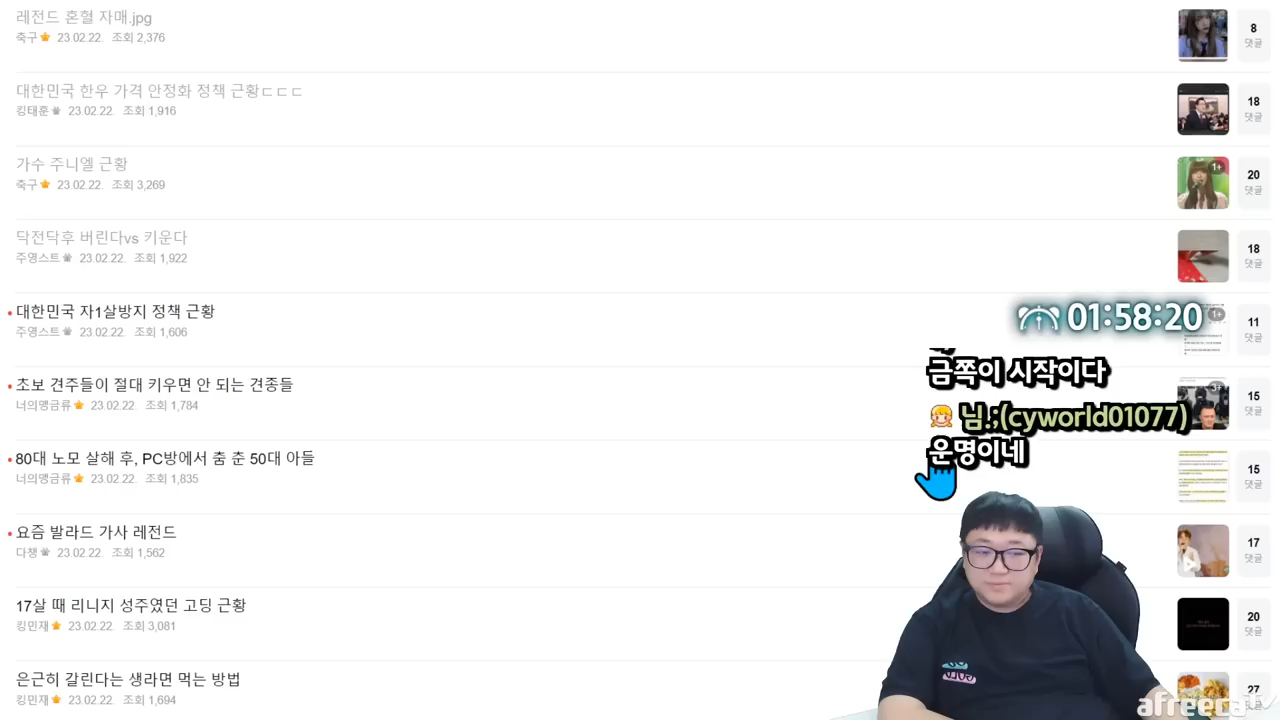 레전드 혼혈 자매.jpg
축구 23.02.22. 조회 2,376
8
댓글
대한민국 한우 가격 안정화 정책 근황ㄷㄷㄷ
킹태훈 23.02.22. 조회 1,916
18
댓글
가수 주니엘 근황
축구 23.02.22. 조회 3,269
1+
20
댓글
닥전닥후 버린다vs 키운다
주영스트 23.02.22. 조회 1,922
18
댓글
대한민국 자1살방지 정책 근황
주영스트 23.02.22. 조회 1,606
01:58:20
1+
11
댓글
금쪽이 시작이다
초보 견주들이 절대 키우면 안 되는 견종들
너의맹금류 23.02.22. 조회 1,784
3+
15
댓글
님.;(cyworld01077)
운명이네
80대 노모 살해 후, PC방에서 춤 춘 50대 아들
너의맹금류 23.02.22. 조회 1,835
15
댓글
요즘 발라드 가사 레전드
다챙 23.02.22. 조회 1,562
17
댓글
17살 때 리니지 성주였던 고딩 근황
킹민재 23.02.22. 조회 3,081
20
댓글
은근히 갈린다는 생라면 먹는 방법
킹민재 23.02.22. 조회 1,694
27
afreecaTV